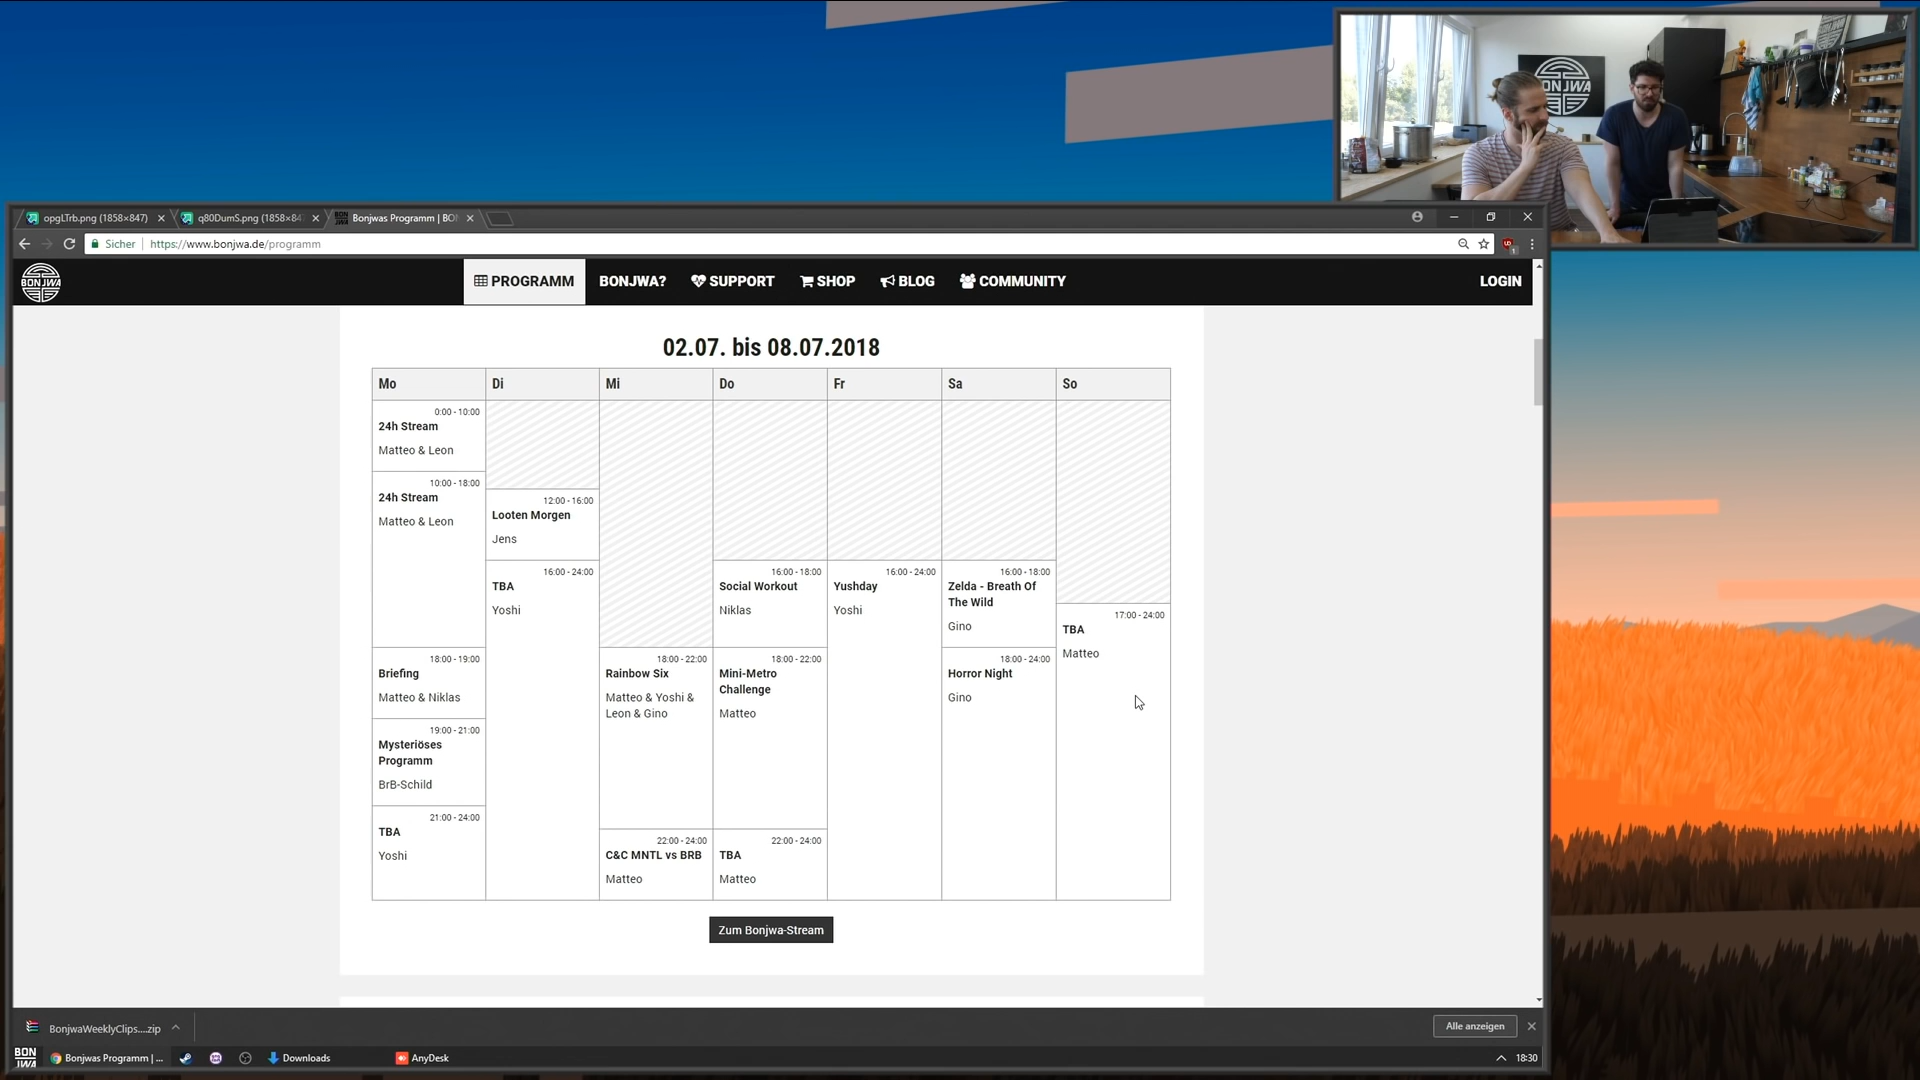 BONJWA
opgLTrb.png (1858×847)
q80DumS.png (1858×84
Bonjwas Programm | BO
Sicher
https://www.bonjwa.de/programm
BONJWA
PROGRAMM
BONJWA?
SUPPORT
SHOP
BLOG
COMMUNITY
LOGIN
02.07. bis 08.07.2018
Mo
Di
Mi
Do
Fr
Sa
So
0:00 - 10:00
24h Stream
Matteo & Leon
10:00 - 18:00
24h Stream
Matteo & Leon
18:00 - 19:00
Briefing
Matteo & Niklas
19:00 - 21:00
Mysteriöses
Programm
BrB-Schild
21:00 - 24:00
TBA
Yoshi
12:00 - 16:00
Looten Morgen
Jens
16:00 - 24:00
TBA
Yoshi
18:00 - 22:00
Rainbow Six
Matteo & Yoshi &
Leon & Gino
22:00 - 24:00
C&C MNTL vs BRB
Matteo
16:00 - 18:00
Social Workout
Niklas
18:00 - 22:00
Mini-Metro
Challenge
Matteo
22:00 - 24:00
TBA
Matteo
16:00 - 24:00
Yushday
Yoshi
16:00 - 18:00
Zelda - Breath Of
The Wild
Gino
18:00 - 24:00
Horror Night
Gino
17:00 - 24:00
TBA
Matteo
Zum Bonjwa-Stream
BonjwaWeeklyClips....zip
Alle anzeigen
BON
JWA
Bonjwas Programm | ...
Downloads
AnyDesk
18:30